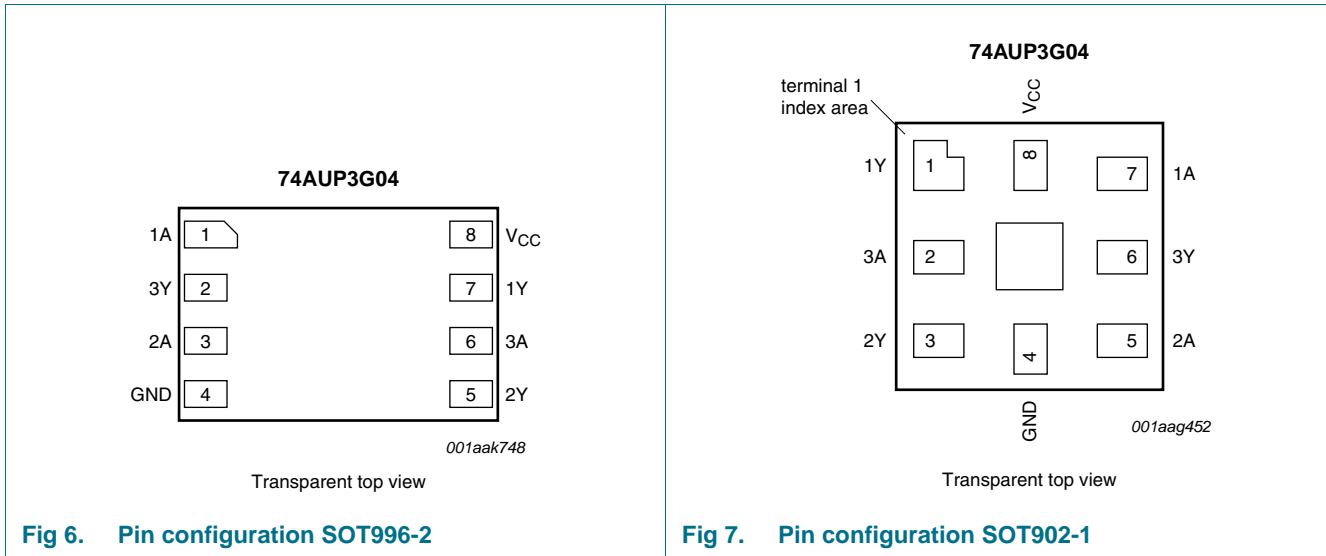 74AUP3G04
1A 1 8 VCC
3Y 2 7 1Y
2A 3 6 3A
GND 4 5 2Y
001aak748
Transparent top view
Fig 6. Pin configuration SOT996-2
74AUP3G04
terminal 1
index area
VCC
1Y 1 8 7 1A
3A 2 6 3Y
2Y 3 4 5 2A
GND
001aag452
Transparent top view
Fig 7. Pin configuration SOT902-1